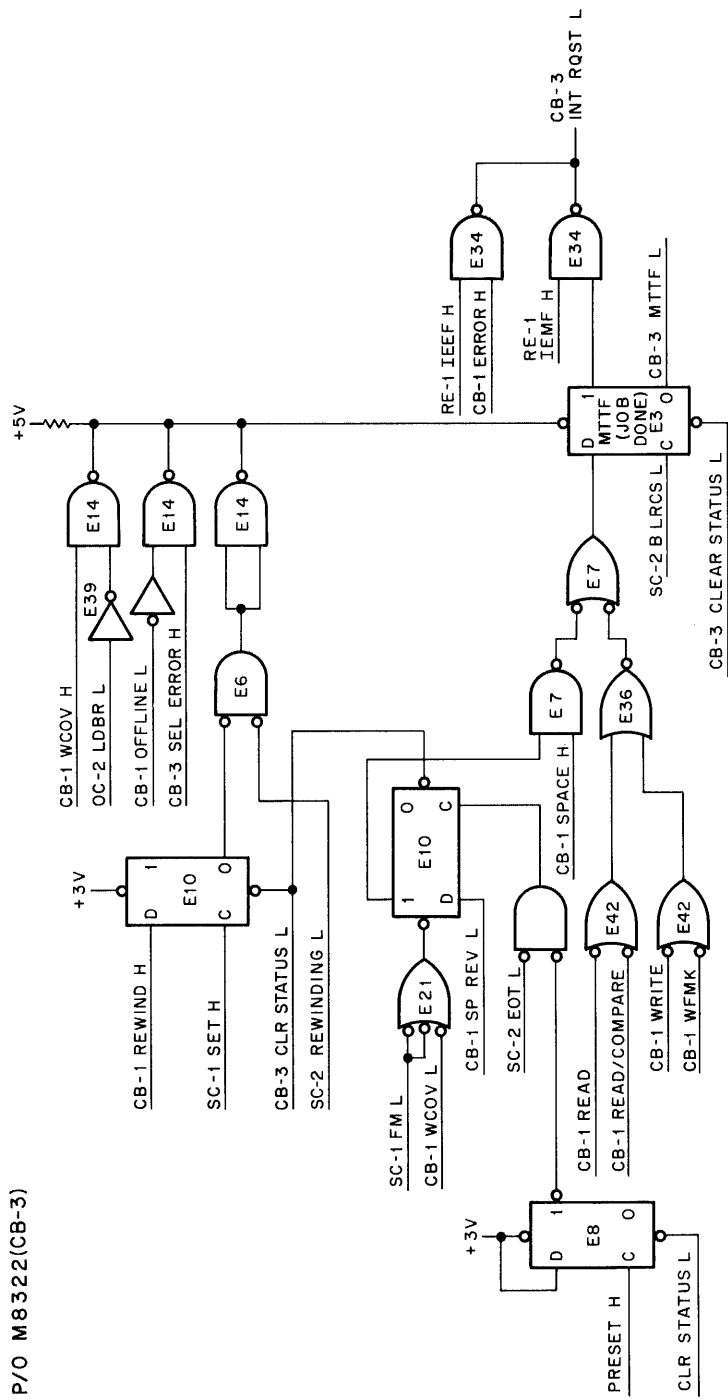 P/O M8322(CB-3)
+5V
CB-1 WCOV H
OC-2 LDBR L
E39
E14
CB-1 OFFLINE L
CB-3 SEL ERROR H
E14
E14
E6
+3V
CB-1 REWIND H
D
1
E10
SC-1 SET H
C
0
CB-3 CLR STATUS L
SC-2 REWINDING L
SC-1 FM L
CB-1 WCOV L
E21
CB-1 SP REV L
1
0
E10
D
C
SC-2 EOT L
CB-1 SPACE H
E7
E7
E36
CB-1 READ
CB-1 READ/COMPARE
E42
CB-1 WRITE
CB-1 WFMK
E42
+3V
D
1
E8
PRESET H
C
0
CLR STATUS L
D
1
MTTF
(JOB
DONE)
E3
C
0
SC-2 B LRCS L
CB-3 CLEAR STATUS L
CB-3 MTTF L
RE-1 IEEF H
CB-1 ERROR H
E34
RE-1
IEMF H
E34
CB-3
INT RQST L